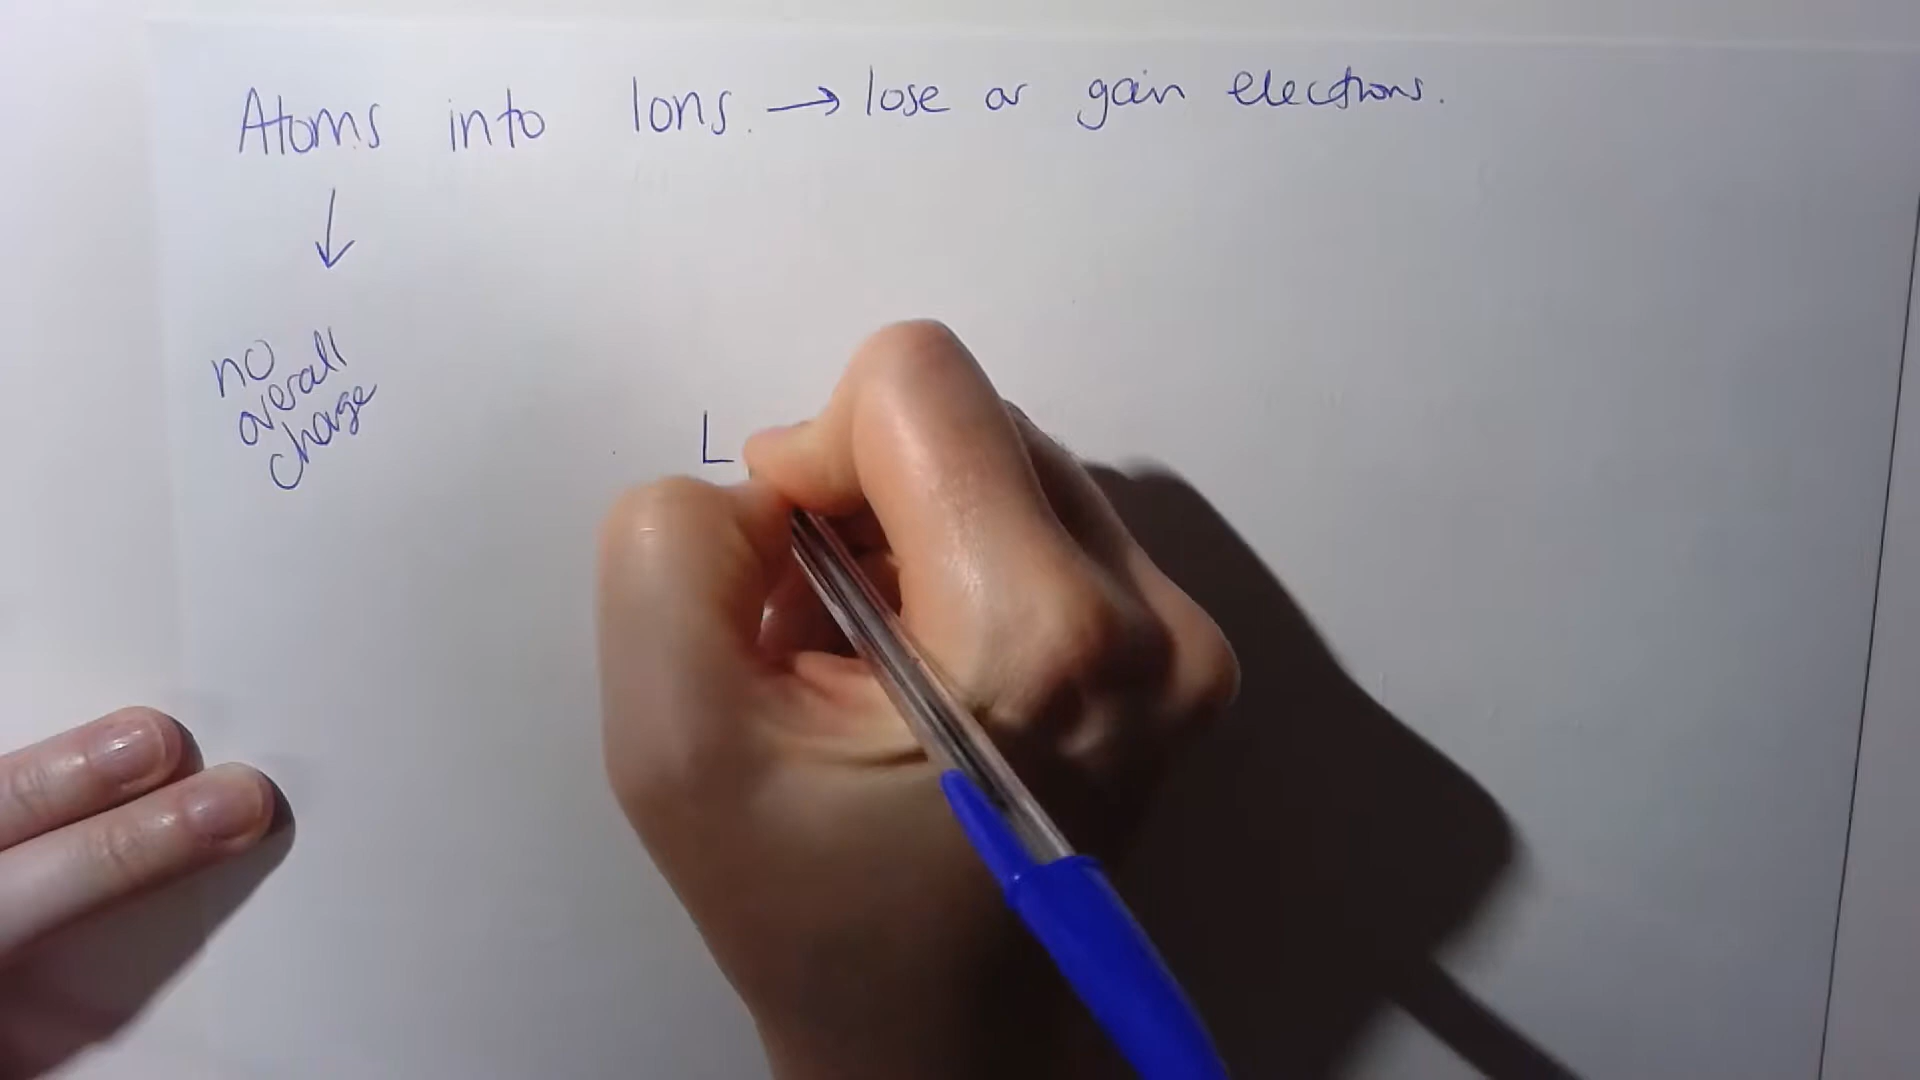 Atoms into Ions. → lose or gain electrons.
↓
no
overall
charge
L